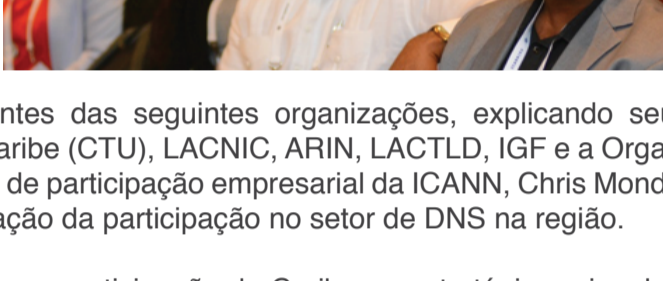 ntes das seguintes organizações, explicando seu
aribe (CTU), LACNIC, ARIN, LACTLD, IGF e a Orga
de participação empresarial da ICANN, Chris Mond
ação da participação no setor de DNS na região.